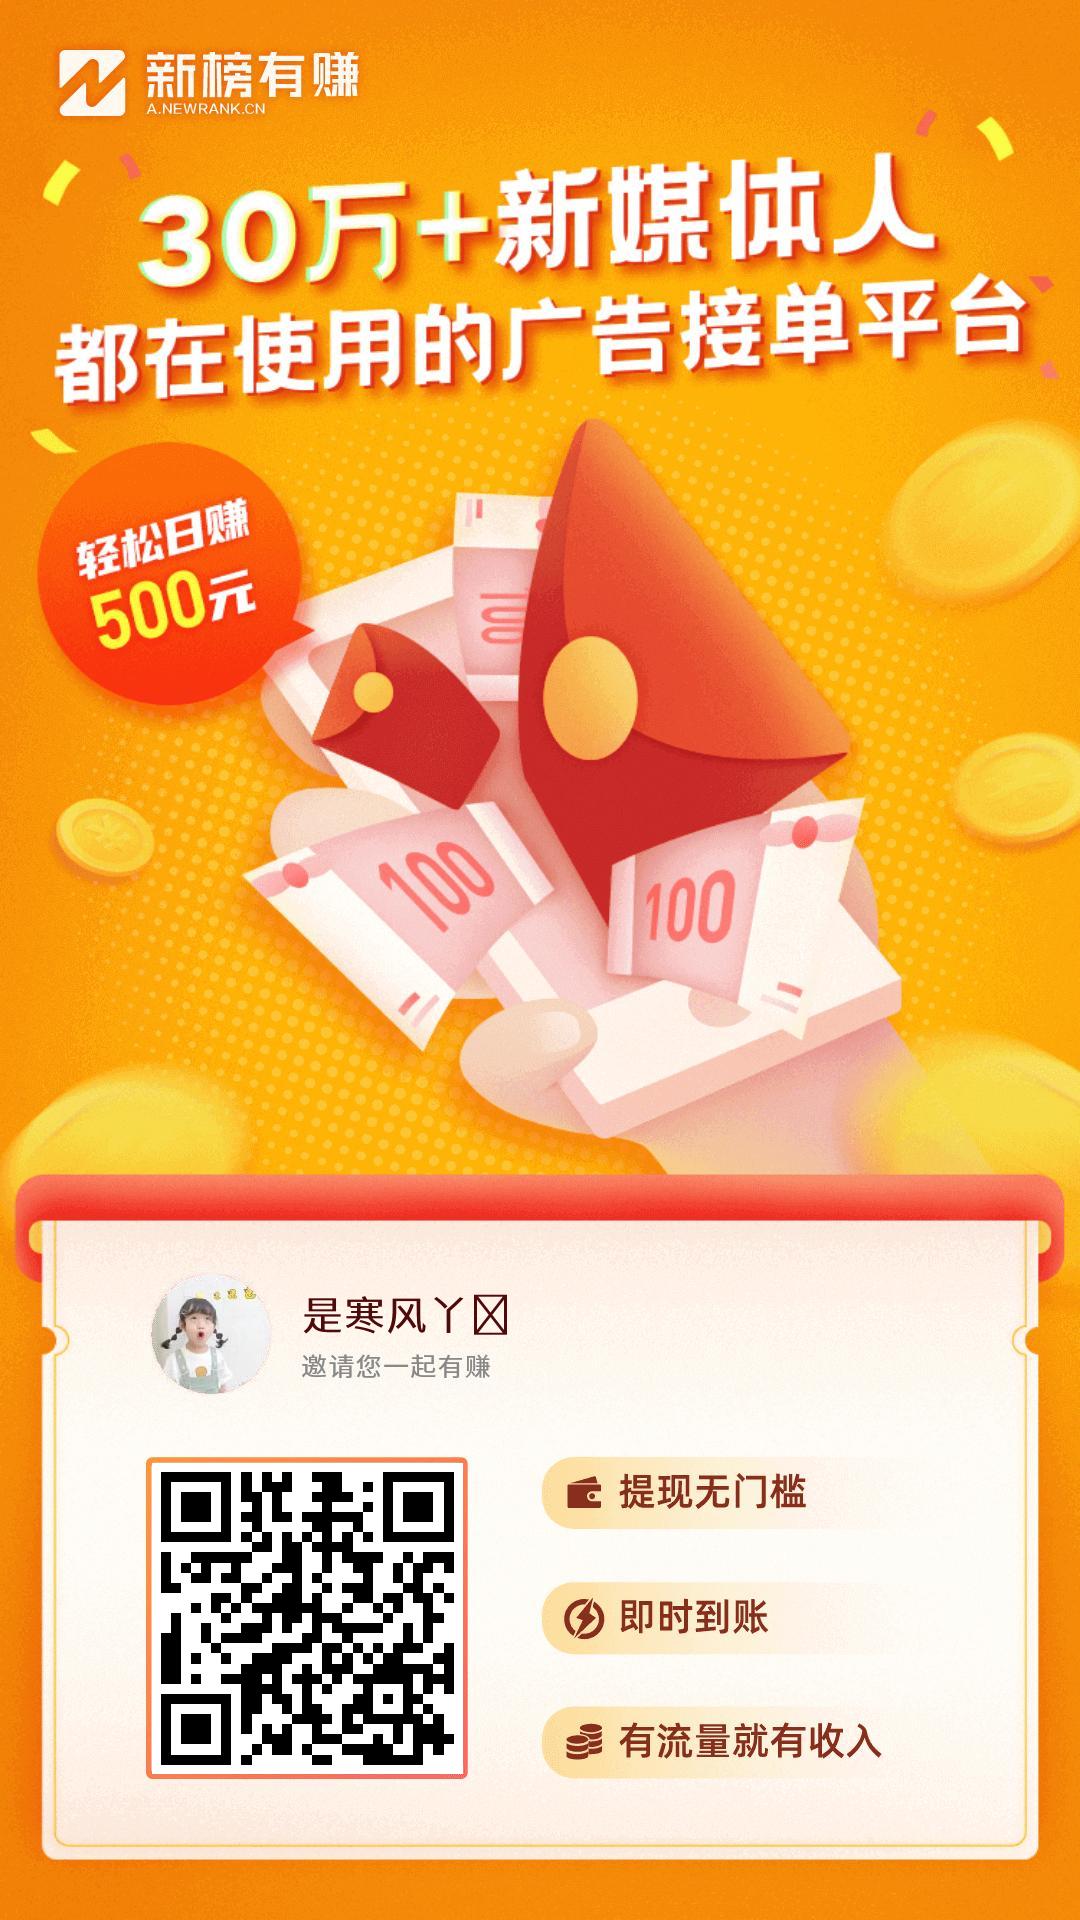 新榜有赚
A.NEWRANK.CN
30万+新媒体人
都在使用的广告接单平台
轻松日赚
500元
100
100
100
是寒风丫
邀请您一起有赚
提现无门槛
即时到账
有流量就有收入